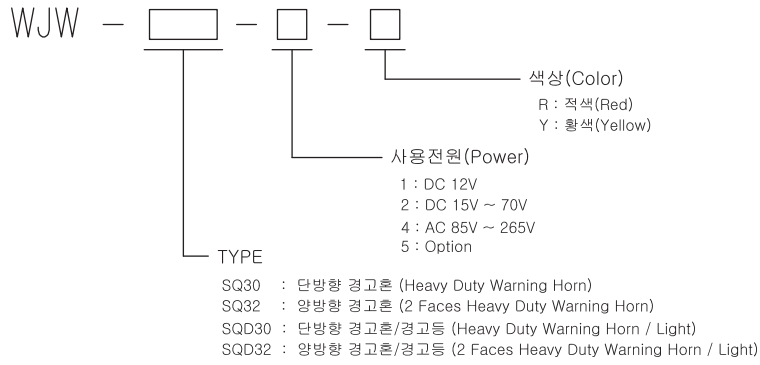 WJW - □ - □ - □
색상(Color)
R : 적색(Red)
Y : 황색(Yellow)
사용전원(Power)
1 : DC 12V
2 : DC 15V ~ 70V
4 : AC 85V ~ 265V
5 : Option
TYPE
SQ30 : 단방향 경고혼 (Heavy Duty Warning Horn)
SQ32 : 양방향 경고혼 (2 Faces Heavy Duty Warning Horn)
SQD30 : 단방향 경고혼/경고등 (Heavy Duty Warning Horn / Light)
SQD32 : 양방향 경고혼/경고등 (2 Faces Heavy Duty Warning Horn / Light)